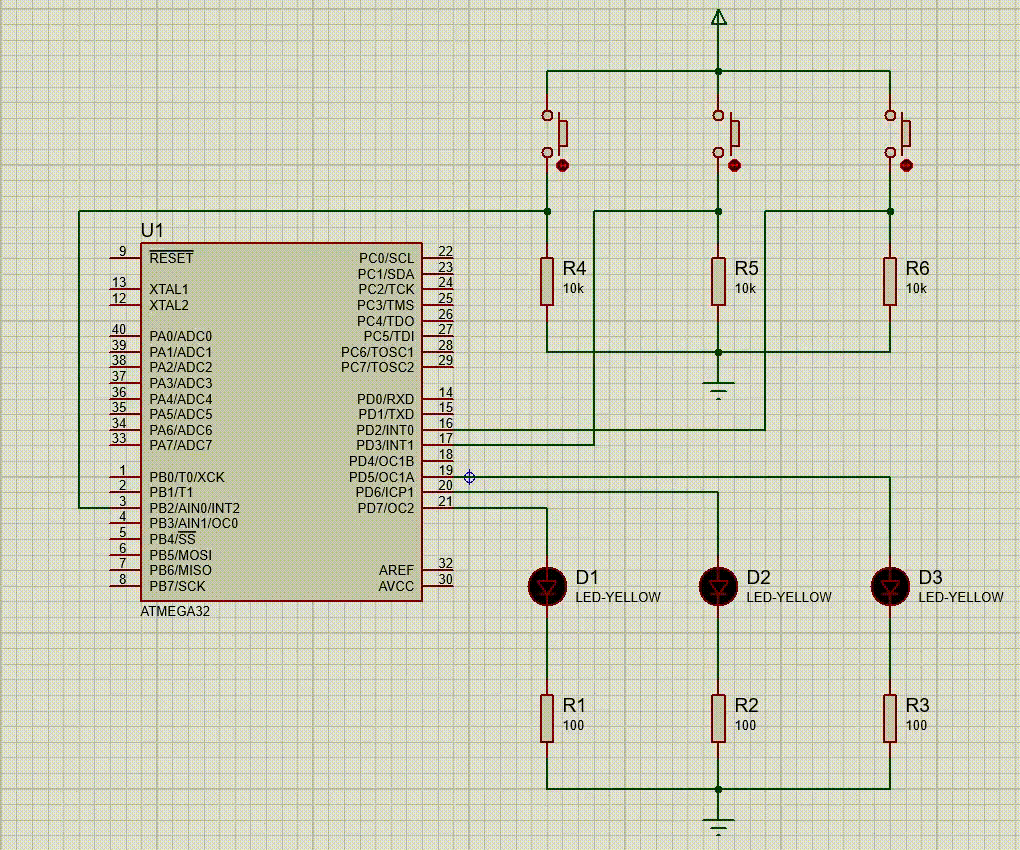 U1
9
RESET
13
XTAL1
12
XTAL2
40
PA0/ADC0
39
PA1/ADC1
38
PA2/ADC2
37
PA3/ADC3
36
PA4/ADC4
35
PA5/ADC5
34
PA6/ADC6
33
PA7/ADC7
1
PB0/T0/XCK
2
PB1/T1
3
PB2/AIN0/INT2
4
PB3/AIN1/OC0
5
PB4/SS
6
PB5/MOSI
7
PB6/MISO
8
PB7/SCK
PC0/SCL
22
PC1/SDA
23
PC2/TCK
24
PC3/TMS
25
PC4/TDO
26
PC5/TDI
27
PC6/TOSC1
28
PC7/TOSC2
29
PD0/RXD
14
PD1/TXD
15
PD2/INT0
16
PD3/INT1
17
PD4/OC1B
18
PD5/OC1A
19
PD6/ICP1
20
PD7/OC2
21
AREF
32
AVCC
30
ATMEGA32
R4
10k
R5
10k
R6
10k
D1
LED-YELLOW
D2
LED-YELLOW
D3
LED-YELLOW
R1
100
R2
100
R3
100